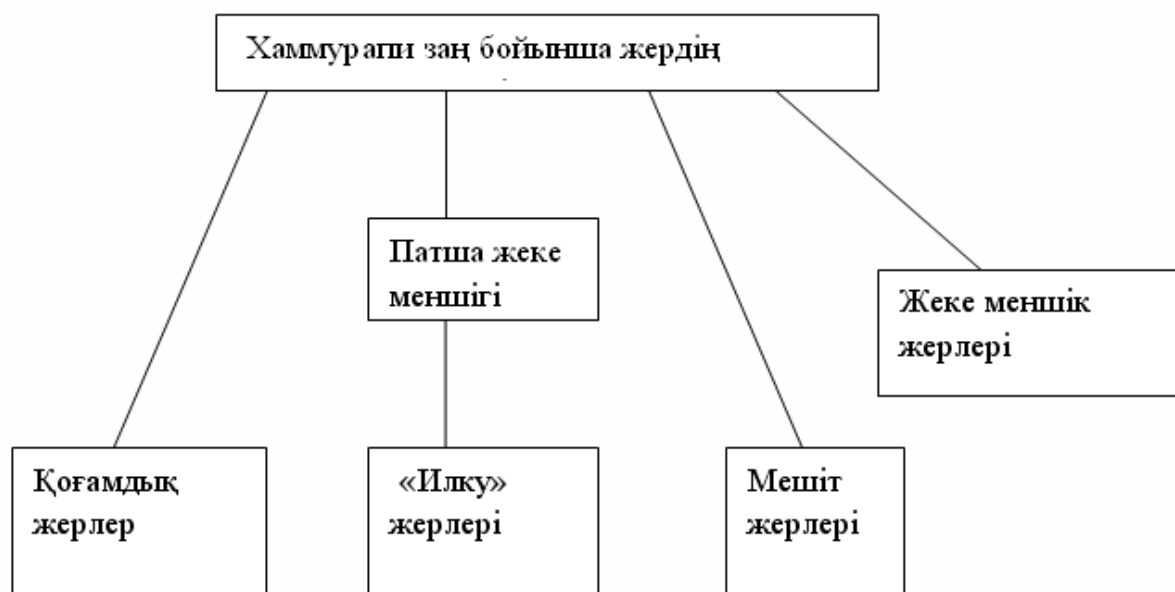 Хаммурапи заң бойынша жердің
Патша жеке
меншігі
Жеке меншік
жерлері
Қоғамдық
жерлер
«Илку»
жерлері
Мешіт
жерлері